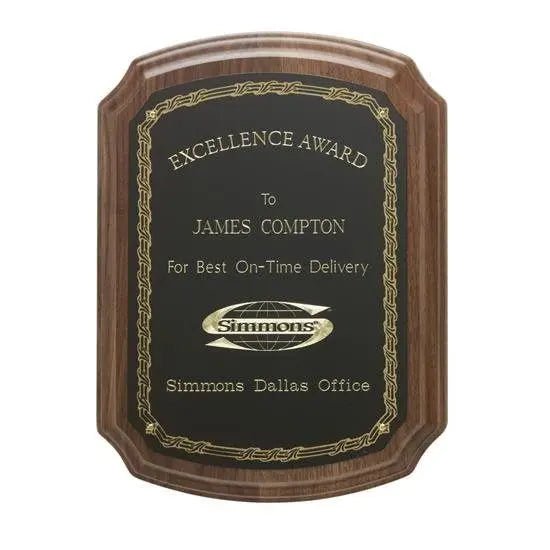 EXCELLENCE AWARD
To
JAMES COMPTON
For Best On-Time Delivery
Simmons®
Simmons Dallas Office